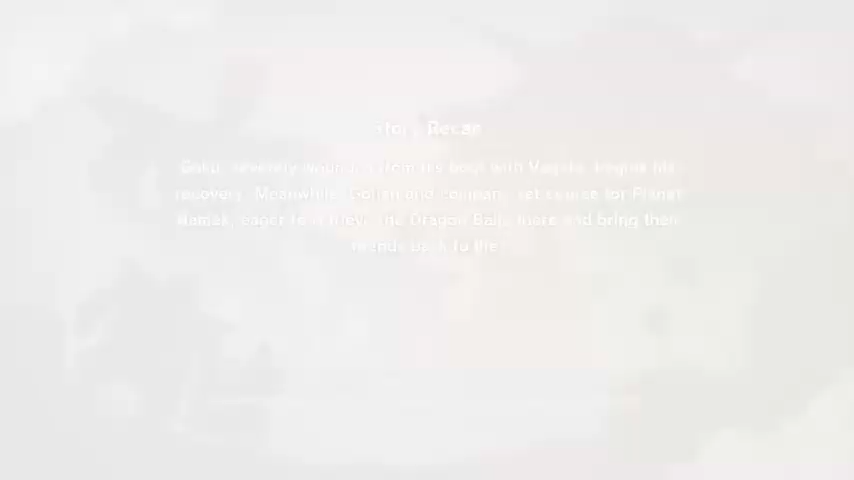 Story Recap
Goku, severely wounded from his bout with Vegeta, begins his
recovery. Meanwhile, Gohan and company set course for Planet
Namek, eager to retrieve the Dragon Balls there and bring their
friends back to life.